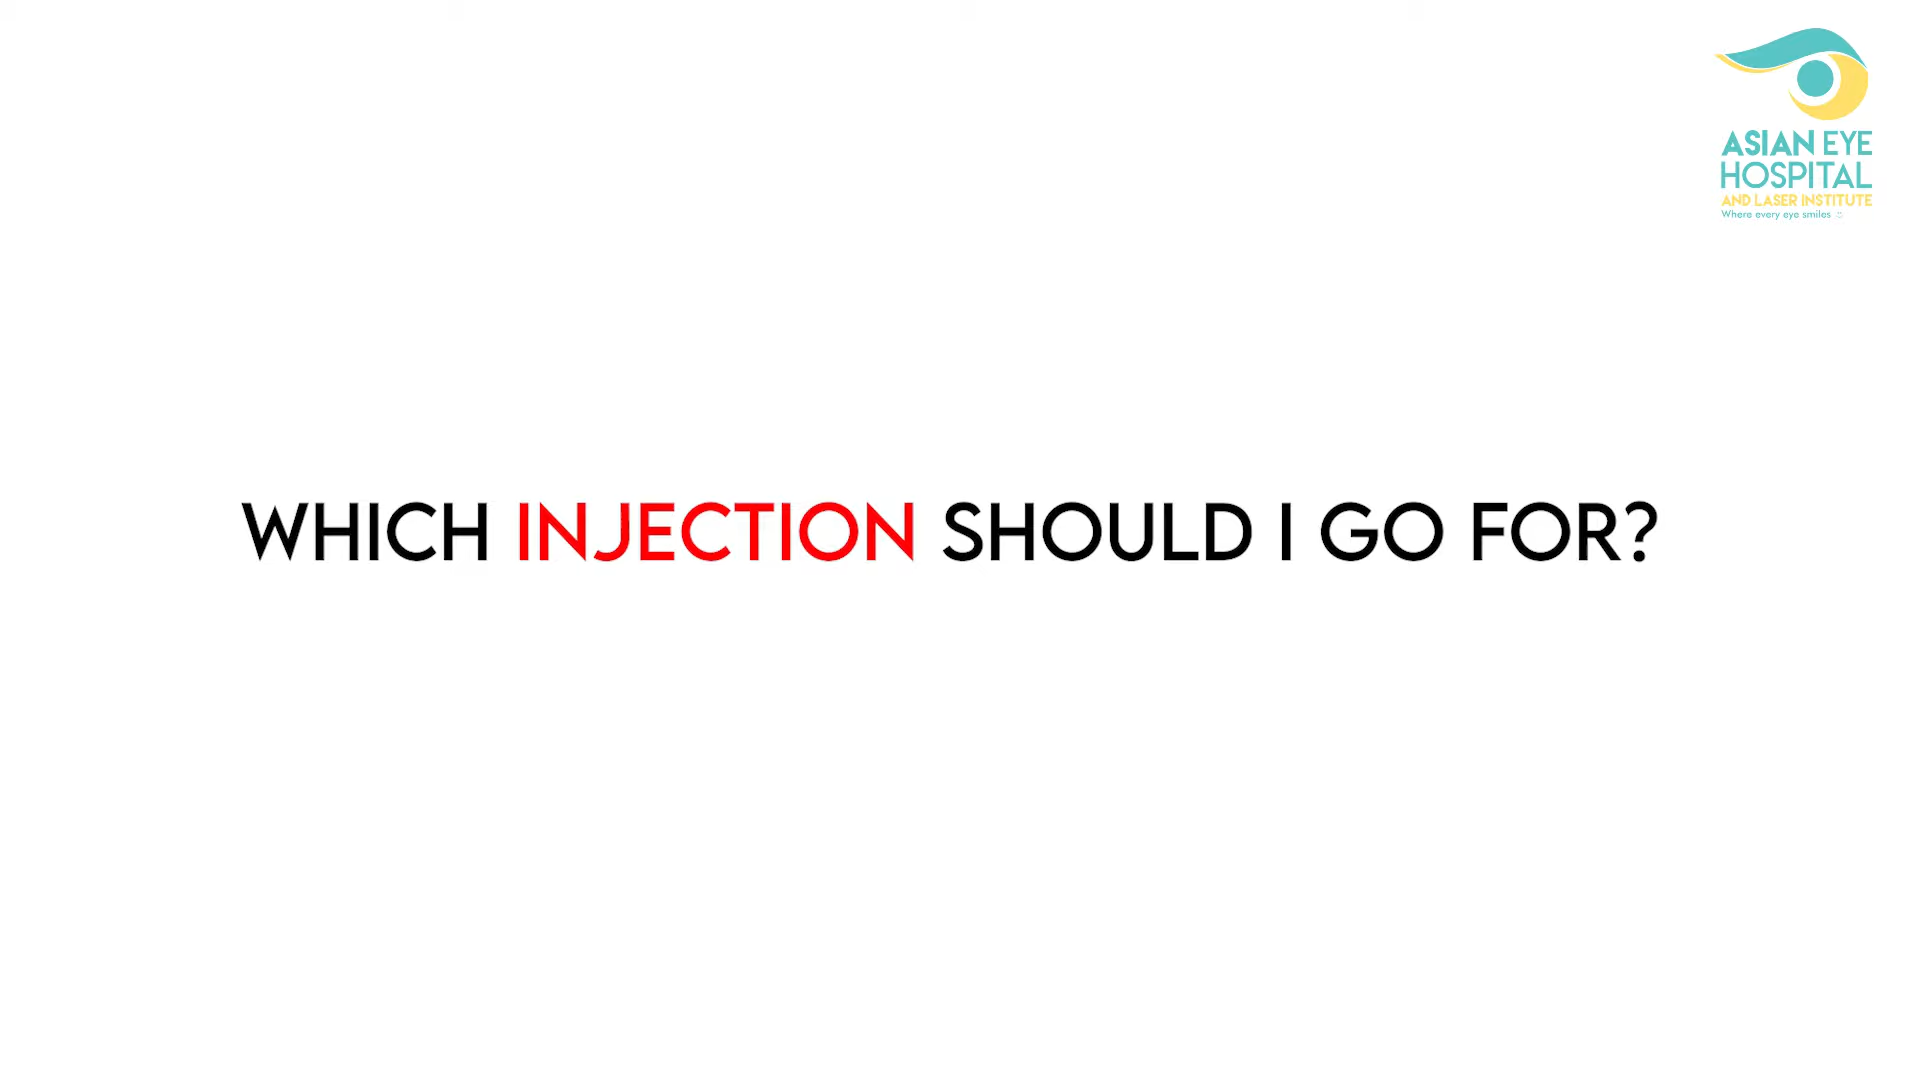 ASIAN EYE
HOSPITAL
AND LASER INSTITUTE
Where every eye smiles
WHICH INJECTION SHOULD I GO FOR?